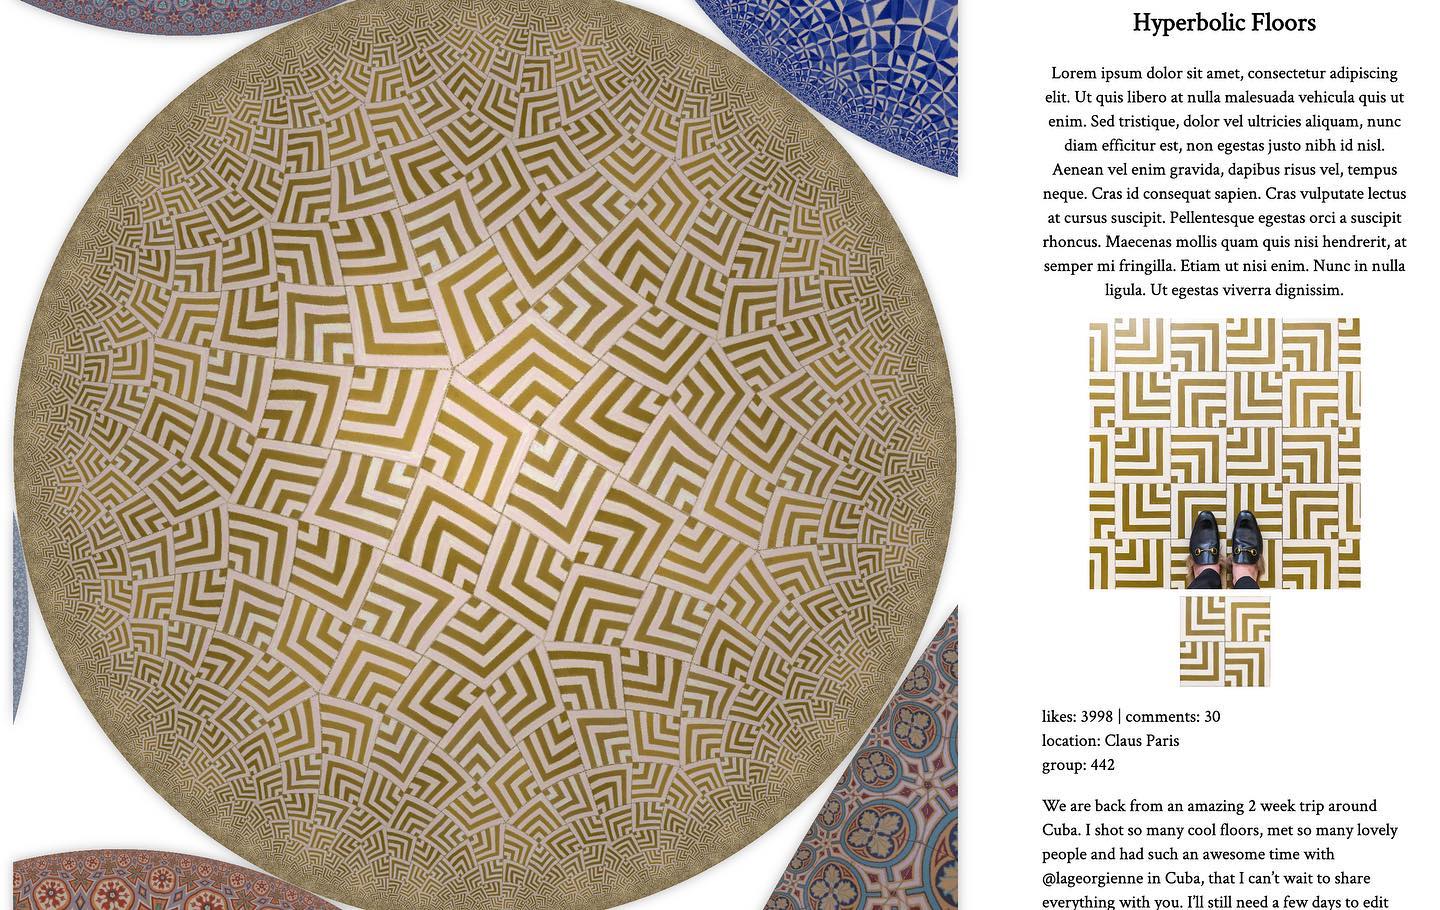 Hyperbolic Floors
Lorem ipsum dolor sit amet, consectetur adipiscing
elit. Ut quis libero at nulla malesuada vehicula quis ut
enim. Sed tristique, dolor vel ultricies aliquam, nunc
diam efficitur est, non egestas justo nibh id nisl.
Aenean vel enim gravida, dapibus risus vel, tempus
neque. Cras id consequat sapien. Cras vulputate lectus
at cursus suscipit. Pellentesque egestas orci a suscipit
rhoncus. Maecenas mollis quam quis nisi hendrerit, at
semper mi fringilla. Etiam ut nisi enim. Nunc in nulla
ligula. Ut egestas viverra dignissim.
likes: 3998 | comments: 30
location: Claus Paris
group: 442
We are back from an amazing 2 week trip around
Cuba. I shot so many cool floors, met so many lovely
people and had such an awesome time with
@lageorgienne in Cuba, that I can’t wait to share
everything with you. I’ll still need a few days to edit